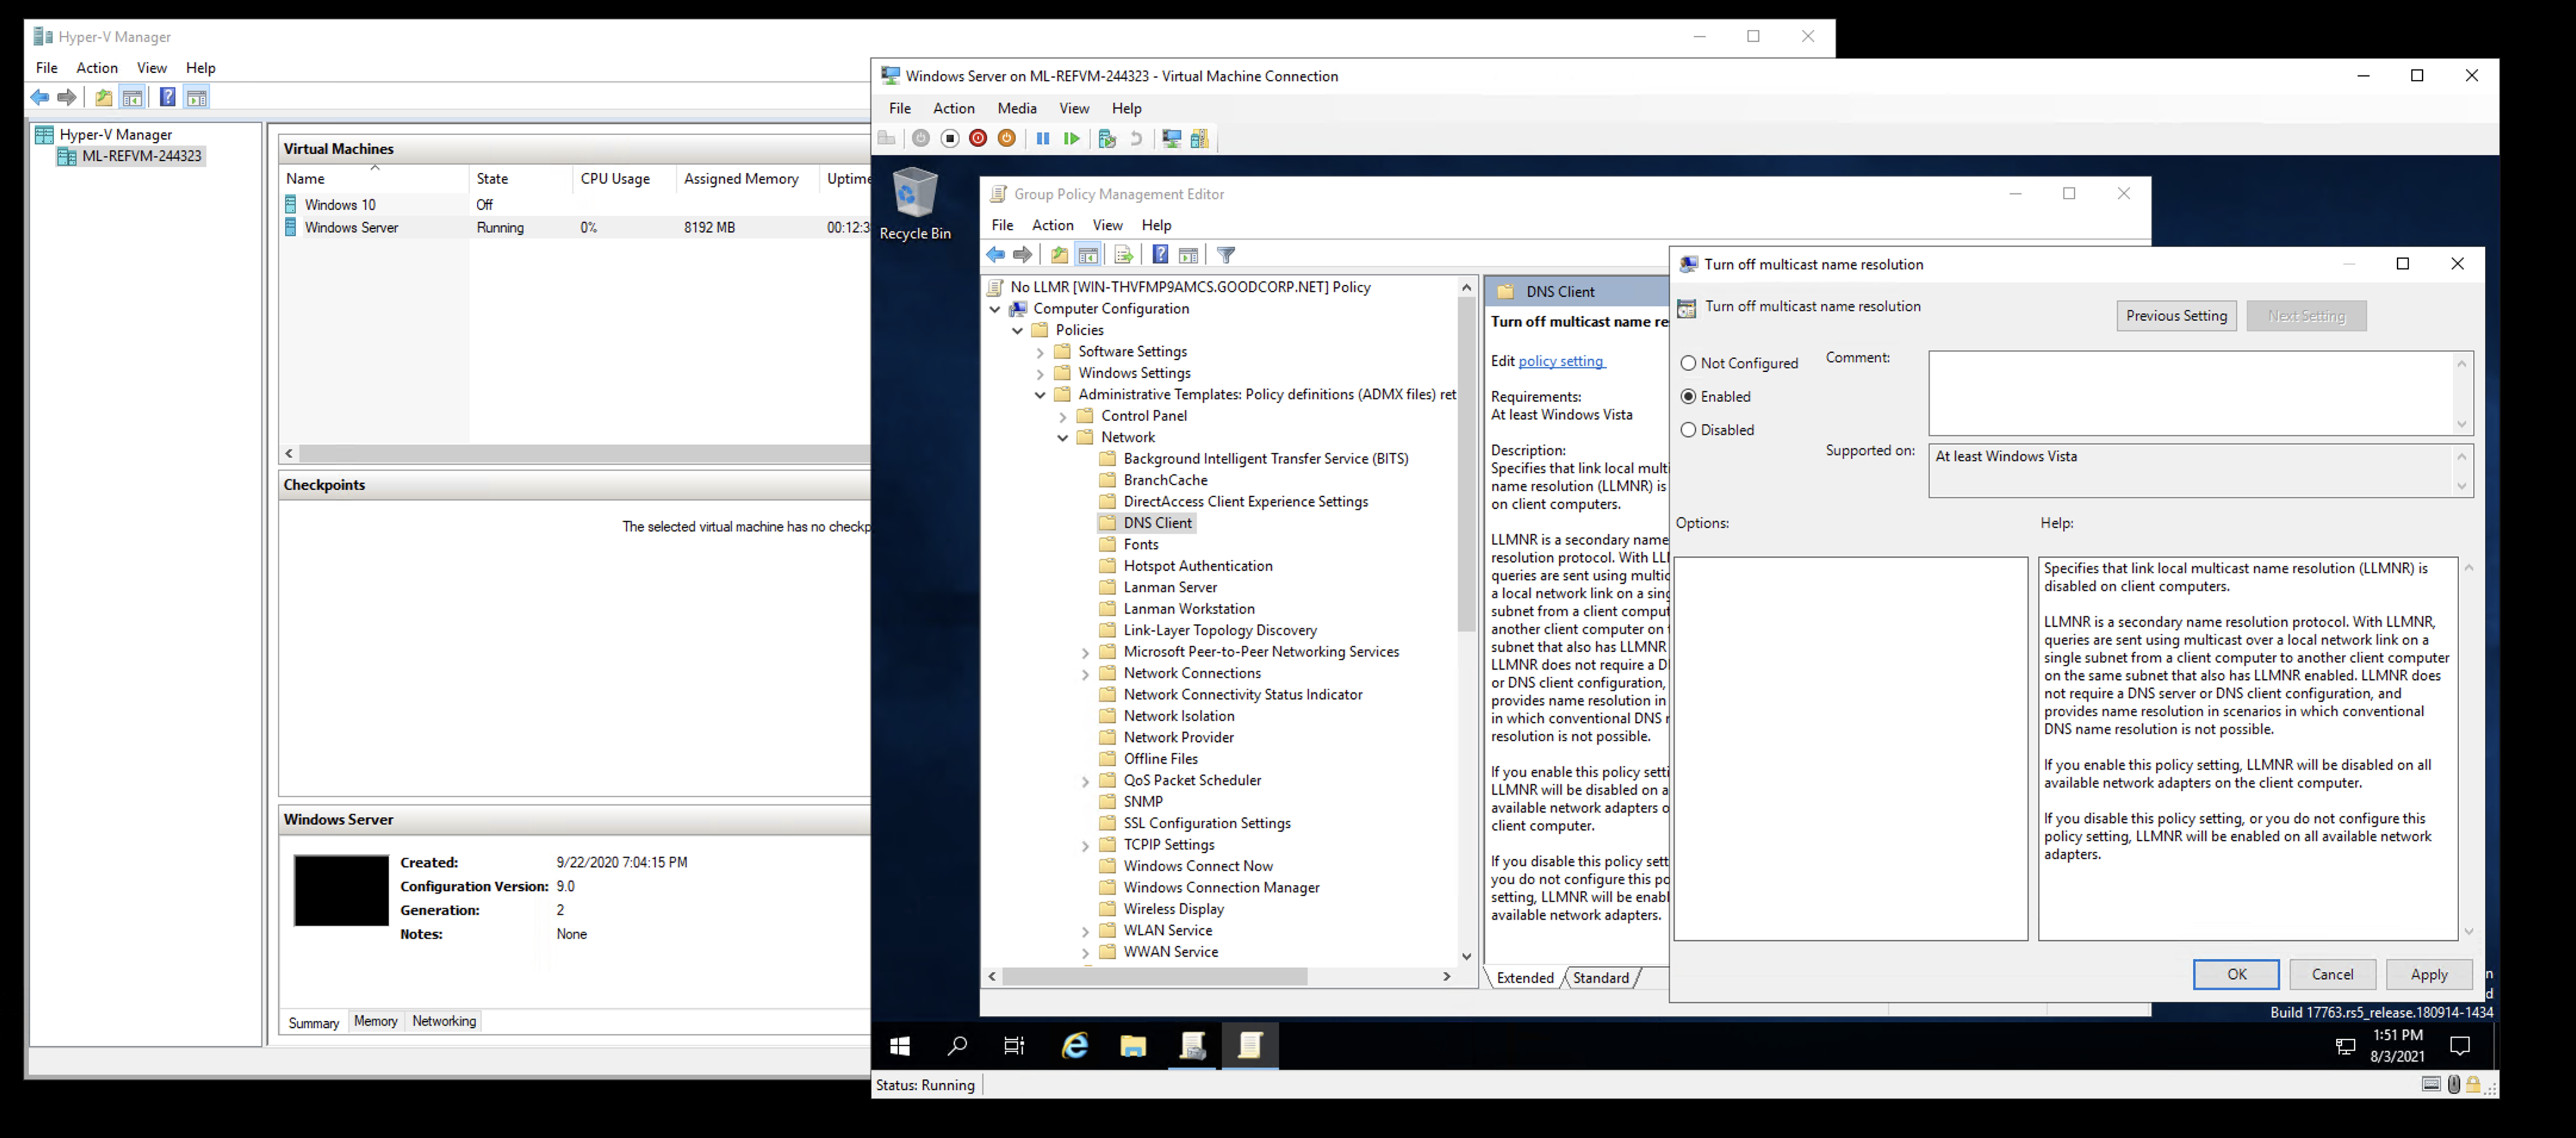 Hyper-V Manager
File Action View Help
Hyper-V Manager
ML-REFVM-244323
Virtual Machines
Name State CPU Usage Assigned Memory Uptime
Windows 10 Off
Windows Server Running 0% 8192 MB 00:12:3
Checkpoints
The selected virtual machine has no checkp
Windows Server
Created: 9/22/2020 7:04:15 PM
Configuration Version: 9.0
Generation: 2
Notes: None
Summary Memory Networking
Windows Server on ML-REFVM-244323 - Virtual Machine Connection
File Action Media View Help
Recycle Bin
Group Policy Management Editor
File Action View Help
No LLMR [WIN-THVFMP9AMCS.GOODCORP.NET] Policy
Computer Configuration
Policies
Software Settings
Windows Settings
Administrative Templates: Policy definitions (ADMX files) ret
Control Panel
Network
Background Intelligent Transfer Service (BITS)
BranchCache
DirectAccess Client Experience Settings
DNS Client
Fonts
Hotspot Authentication
Lanman Server
Lanman Workstation
Link-Layer Topology Discovery
Microsoft Peer-to-Peer Networking Services
Network Connections
Network Connectivity Status Indicator
Network Isolation
Network Provider
Offline Files
QoS Packet Scheduler
SNMP
SSL Configuration Settings
TCPIP Settings
Windows Connect Now
Windows Connection Manager
Wireless Display
WLAN Service
WWAN Service
DNS Client
Turn off multicast name re
Edit policy setting
Requirements:
At least Windows Vista
Description:
Specifies that link local multi
name resolution (LLMNR) is
on client computers.
LLMNR is a secondary name
resolution protocol. With LLM
queries are sent using multic
a local network link on a sing
subnet from a client comput
another client computer on t
subnet that also has LLMNR
LLMNR does not require a D
or DNS client configuration,
provides name resolution in
in which conventional DNS r
resolution is not possible.
If you enable this policy setti
LLMNR will be disabled on a
available network adapters o
client computer.
If you disable this policy sett
you do not configure this po
setting, LLMNR will be enabl
available network adapters.
Extended Standard
Turn off multicast name resolution
Turn off multicast name resolution
Previous Setting Next Setting
Not Configured
Enabled
Disabled
Comment:
Supported on: At least Windows Vista
Options: Help:
Specifies that link local multicast name resolution (LLMNR) is
disabled on client computers.
LLMNR is a secondary name resolution protocol. With LLMNR,
queries are sent using multicast over a local network link on a
single subnet from a client computer to another client computer
on the same subnet that also has LLMNR enabled. LLMNR does
not require a DNS server or DNS client configuration, and
provides name resolution in scenarios in which conventional
DNS name resolution is not possible.
If you enable this policy setting, LLMNR will be disabled on all
available network adapters on the client computer.
If you disable this policy setting, or you do not configure this
policy setting, LLMNR will be enabled on all available network
adapters.
OK Cancel Apply
n
d
Build 17763.rs5_release.180914-1434
1:51 PM
8/3/2021
Status: Running